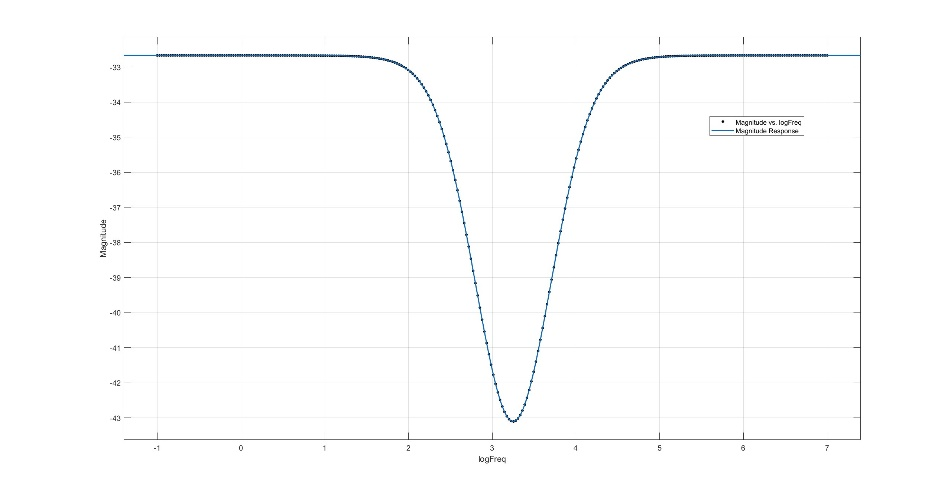 -33
-34
-35
-36
-37
-38
-39
-40
-41
-42
-43
Magnitude
-1 0 1 2 3 4 5 6 7
logFreq
Magnitude vs. logFreq
Magnitude Response